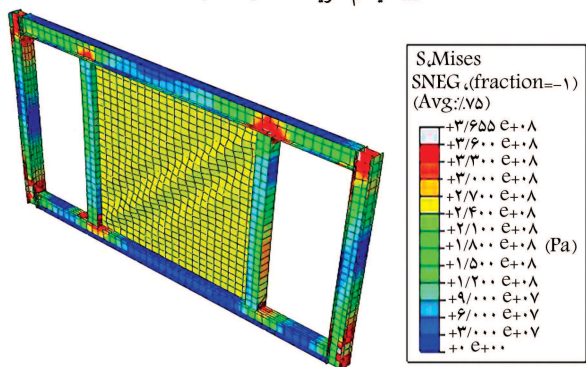 S،Mises
SNEG ،(fraction=-۱)
(Avg:٪۷۵)
+۳/۶۵۵ e+۰۸
+۳/۶۰۰ e+۰۸
+۳/۳۰۰ e+۰۸
+۳/۰۰۰ e+۰۸
+۲/۷۰۰ e+۰۸
+۲/۴۰۰ e+۰۸
+۲/۱۰۰ e+۰۸
+۱/۸۰۰ e+۰۸ (Pa)
+۱/۵۰۰ e+۰۸
+۱/۲۰۰ e+۰۸
+۹/۰۰۰ e+۰۷
+۶/۰۰۰ e+۰۷
+۳/۰۰۰ e+۰۷
+۰ e+۰۰